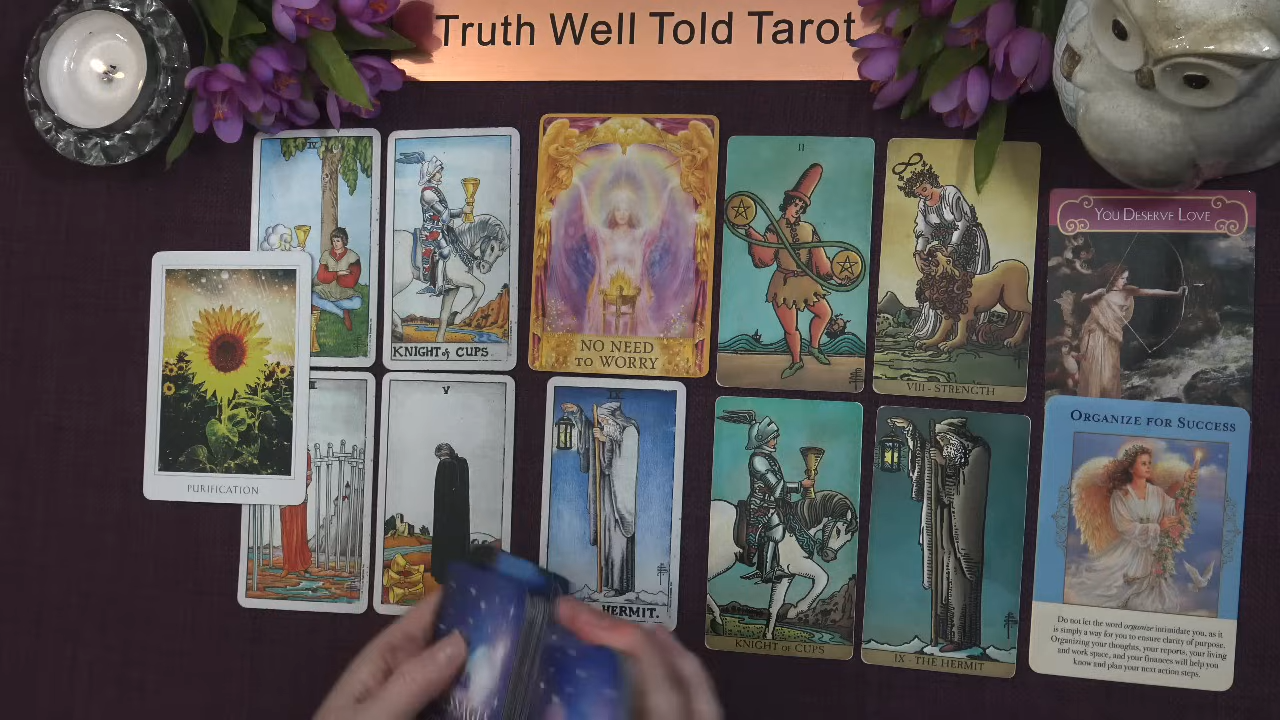 Truth Well Told Tarot
IV
KNIGHT of CUPS.
NO NEED
TO WORRY
II
VIII - STRENGTH
YOU DESERVE LOVE
PURIFICATION
V
IX
HERMIT.
KNIGHT OF CUPS
IX - THE HERMIT
ORGANIZE FOR SUCCESS
Do not let the word organize intimidate you, as it
is simply a way for you to ensure clarity of purpose.
Organizing your thoughts, your reports, your living
and work space, and your finances will help you
know and plan your next action steps.